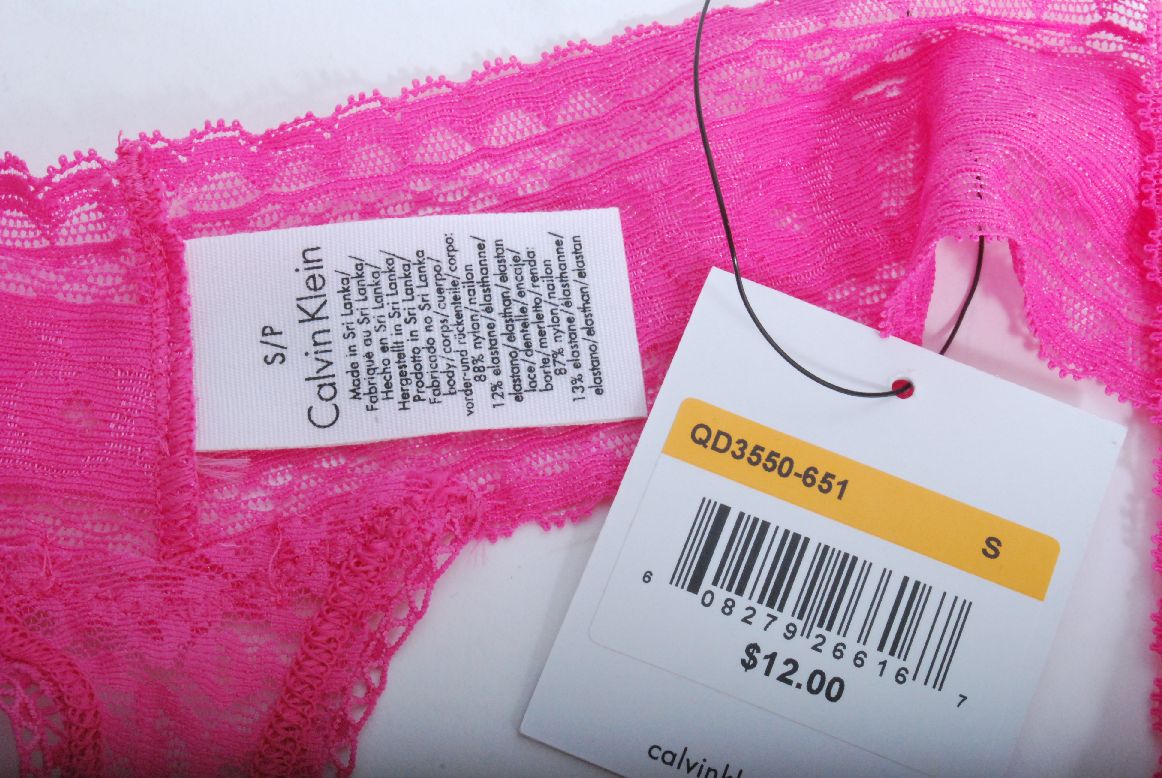 S/P
Calvin Klein
Made in Sri Lanka/
Fabriqué au Sri Lanka/
Hecho en Sri Lanka/
Hergestellt in Sri Lanka/
Prodotto in Sri Lanka/
Fabricado no Sri Lanka
body/corps/cuerpo/
vorder-und rückenteile/corpo:
88% nylon/nailon
12% elastane/élasthanne/
elastano/elasthan/elastan
lace/dentelle/encaje/
borte/merletto/renda:
87% nylon/nailon
13% elastane/élasthanne/
elastano/elasthan/elastan
QD3550-651
S
6 08279 26616 7
$12.00
calvinkl